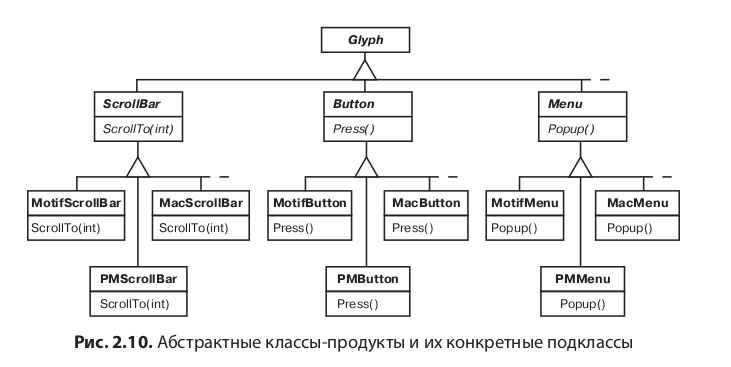 Glyph
ScrollBar
ScrollTo(int)
Button
Press()
Menu
Popup()
MotifScrollBar
ScrollTo(int)
MacScrollBar
ScrollTo(int)
MotifButton
Press()
MacButton
Press()
MotifMenu
Popup()
MacMenu
Popup()
PMScrollBar
ScrollTo(int)
PMButton
Press()
PMMenu
Popup()
Рис. 2.10. Абстрактные классы-продукты и их конкретные подклассы